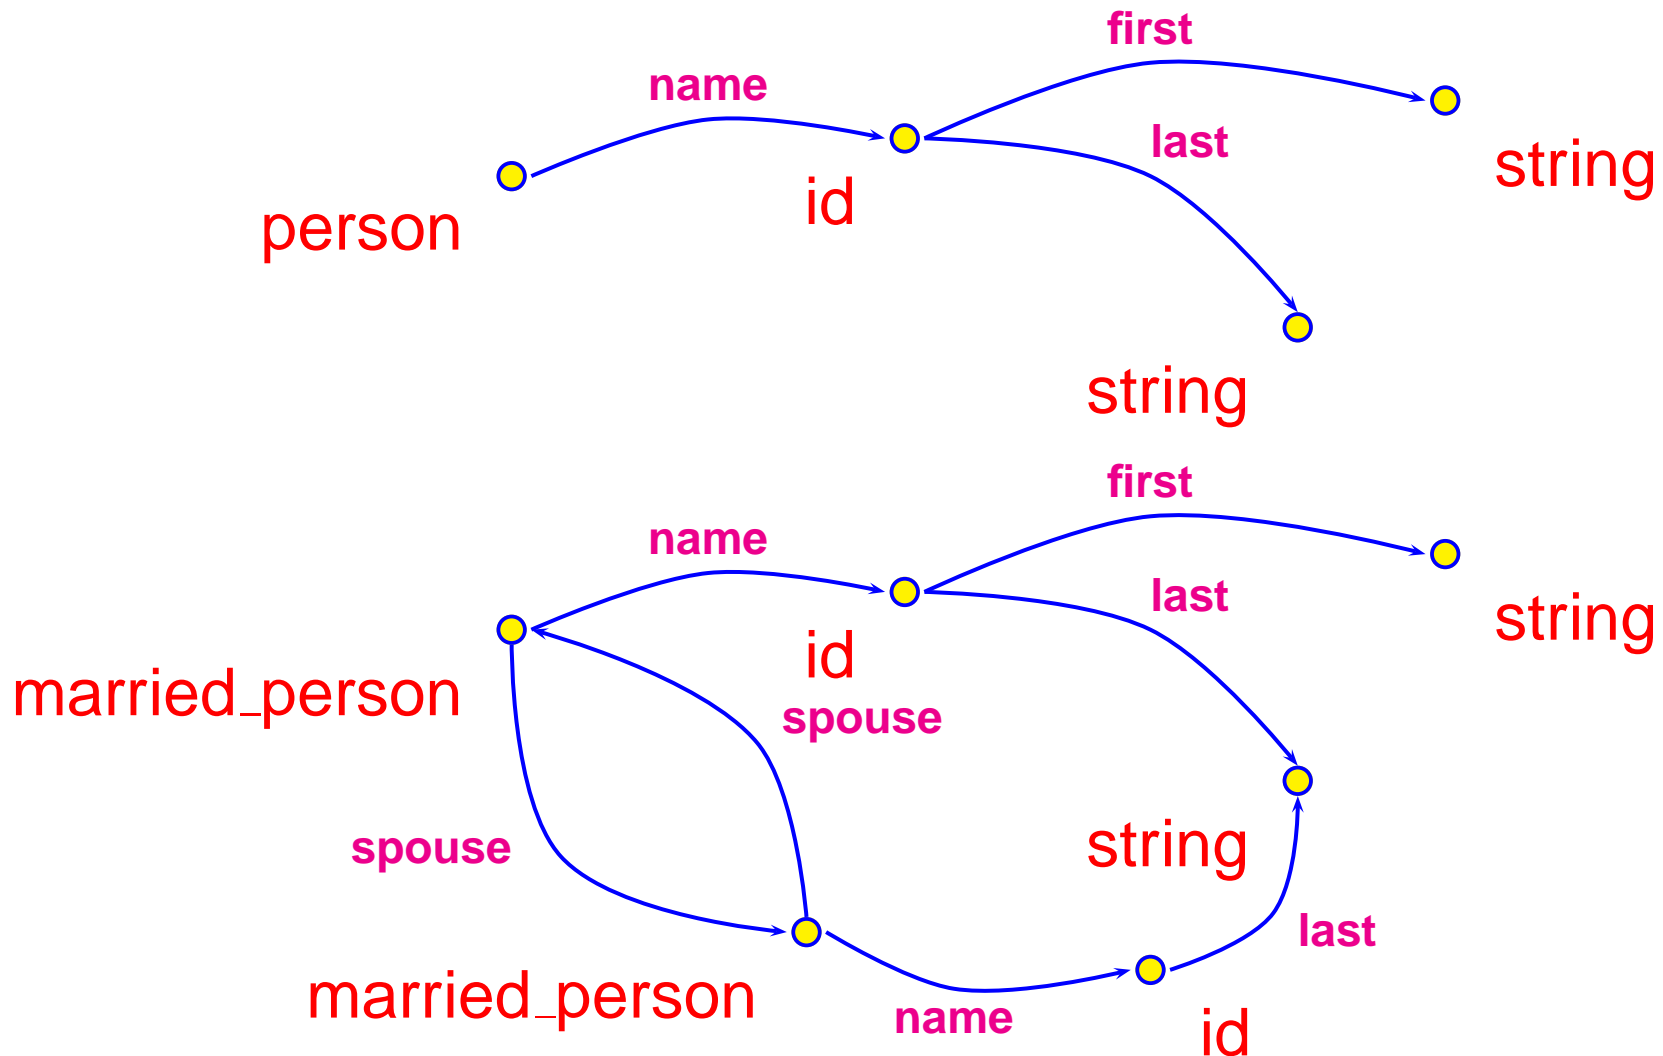 first
name
last
string
id
person
string
first
name
last
string
id
married_person
spouse
string
spouse
last
married_person
name
id